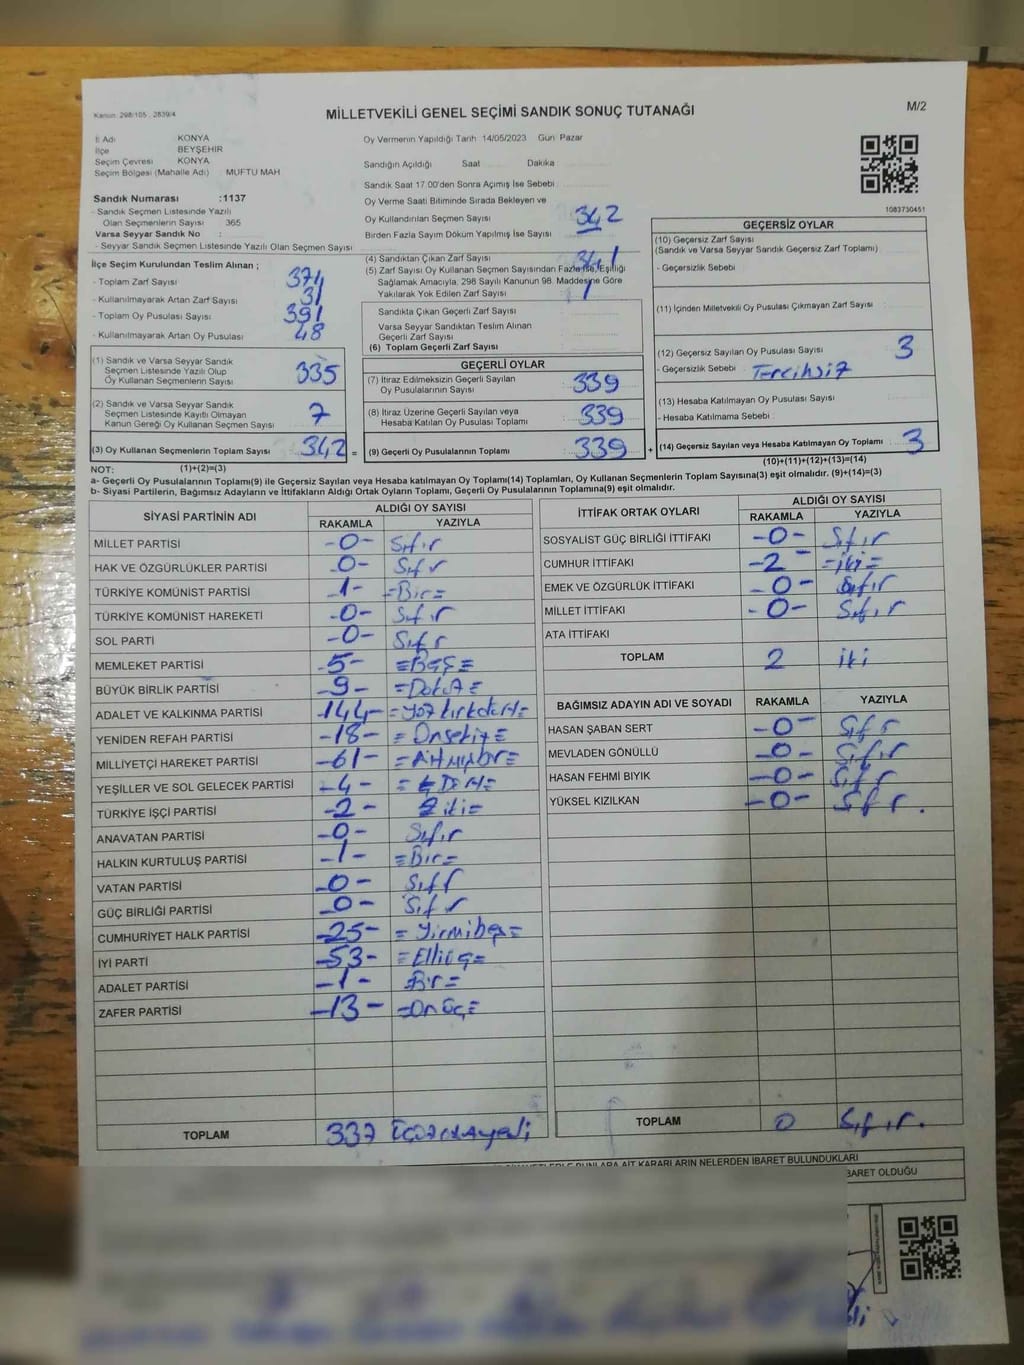 Kanun: 298/105 , 2839/4
MİLLETVEKİLİ GENEL SEÇİMİ SANDIK SONUÇ TUTANAĞI
M/2
İl Adı KONYA
İlçe BEYŞEHİR
Seçim Çevresi KONYA
Seçim Bölgesi (Mahalle Adı) MUFTU MAH
Sandık Numarası :1137
- Sandık Seçmen Listesinde Yazılı
Olan Seçmenlerin Sayısı 365
Varsa Seyyar Sandık No :
- Seyyar Sandık Seçmen Listesinde Yazılı Olan Seçmen Sayısı
Oy Vermenin Yapıldığı Tarih 14/05/2023 Gün Pazar
Sandığın Açıldığı Saat Dakika
Sandık Saat 17.00'den Sonra Açımış İse Sebebi
Oy Verme Saati Bitiminde Sırada Bekleyen ve
Oy Kullandırılan Seçmen Sayısı 342
Birden Fazla Sayım Döküm Yapılmış İse Sayısı
1083730451
İlçe Seçim Kurulundan Teslim Alınan ;
- Toplam Zarf Sayısı 374
- Kullanılmayarak Artan Zarf Sayısı 31
- Toplam Oy Pusulası Sayısı 391
- Kullanılmayarak Artan Oy Pusulası 48
(1) Sandık ve Varsa Seyyar Sandık
Seçmen Listesinde Yazılı Olup
Oy Kullanan Seçmenlerin Sayısı 335
(2) Sandık ve Varsa Seyyar Sandık
Seçmen Listesinde Kayıtlı Olmayan
Kanun Gereği Oy Kullanan Seçmen Sayısı 7
(3) Oy Kullanan Seçmenlerin Toplam Sayısı 342 =
(4) Sandıktan Çıkan Zarf Sayısı 341
(5) Zarf Sayısı Oy Kullanan Seçmen Sayısından Fazla İse, Eşitliği
Sağlamak Amacıyla, 298 Sayılı Kanunun 98. Maddesine Göre
Yakılarak Yok Edilen Zarf Sayısı 1
Sandıkta Çıkan Geçerli Zarf Sayısı
Varsa Seyyar Sandıktan Teslim Alınan
Geçerli Zarf Sayısı
(6) Toplam Geçerli Zarf Sayısı
GEÇERLİ OYLAR
(7) İtiraz Edilmeksizin Geçerli Sayılan
Oy Pusulalarının Sayısı 339
(8) İtiraz Üzerine Geçerli Sayılan veya
Hesaba Katılan Oy Pusulası Toplamı 339
(9) Geçerli Oy Pusulalarının Toplamı 339 +
GEÇERSİZ OYLAR
(10) Geçersiz Zarf Sayısı
(Sandık ve Varsa Seyyar Sandık Geçersiz Zarf Toplamı)
- Geçersizlik Sebebi
(11) İçinden Milletvekili Oy Pusulası Çıkmayan Zarf Sayısı
(12) Geçersiz Sayılan Oy Pusulası Sayısı 3
- Geçersizlik Sebebi Tercihsiz
(13) Hesaba Katılmayan Oy Pusulası Sayısı
- Hesaba Katılmama Sebebi
(14) Geçersiz Sayılan veya Hesaba Katılmayan Oy Toplamı 3
NOT: (1)+(2)=(3)
(10)+(11)+(12)+(13)=(14)
a- Geçerli Oy Pusulalarının Toplamı(9) ile Geçersiz Sayılan veya Hesaba katılmayan Oy Toplamı(14) Toplamları, Oy Kullanan Seçmenlerin Toplam Sayısına(3) eşit olmalıdır. (9)+(14)=(3)
b- Siyasi Partilerin, Bağımsız Adayların ve İttifakların Aldığı Ortak Oyların Toplamı, Geçerli Oy Pusulalarının Toplamına(9) eşit olmalıdır.
SİYASİ PARTİNİN ADI ALDIĞI OY SAYISI
RAKAMLA YAZIYLA
MİLLET PARTİSİ -0- Sıfır
HAK VE ÖZGÜRLÜKLER PARTİSİ -0- Sıfır
TÜRKİYE KOMÜNİST PARTİSİ -1- =Bir=
TÜRKİYE KOMÜNİST HAREKETİ -0- Sıfır
SOL PARTİ -0- Sıfır
MEMLEKET PARTİSİ -5- =Beş=
BÜYÜK BİRLİK PARTİSİ -9- =Dokuz=
ADALET VE KALKINMA PARTİSİ -144- =Yüzkırkdört=
YENİDEN REFAH PARTİSİ -18- =Onsekiz=
MİLLİYETÇİ HAREKET PARTİSİ -61- =Altmışbir=
YEŞİLLER VE SOL GELECEK PARTİSİ -4- =Dört=
TÜRKİYE İŞÇİ PARTİSİ -2- iki=
ANAVATAN PARTİSİ -0- Sıfır
HALKIN KURTULUŞ PARTİSİ -1- =Bir=
VATAN PARTİSİ -0- Sıfır
GÜÇ BİRLİĞİ PARTİSİ -0- Sıfır
CUMHURİYET HALK PARTİSİ -25- =Yirmibeş=
İYİ PARTİ -53- =Elliüç=
ADALET PARTİSİ -1- Bir=
ZAFER PARTİSİ -13- =Onüç=
TOPLAM 337 Üçyüzotuzyedi
İTTİFAK ORTAK OYLARI ALDIĞI OY SAYISI
RAKAMLA YAZIYLA
SOSYALİST GÜÇ BİRLİĞİ İTTİFAKI -0- Sıfır
CUMHUR İTTİFAKI -2- =iki=
EMEK VE ÖZGÜRLÜK İTTİFAKI -0- Sıfır
MİLLET İTTİFAKI -0- Sıfır
ATA İTTİFAKI
TOPLAM 2 iki
BAĞIMSIZ ADAYIN ADI VE SOYADI RAKAMLA YAZIYLA
HASAN ŞABAN SERT -0- Sıfır
MEVLADEN GÖNÜLLÜ -0- Sıfır
HASAN FEHMİ BIYIK -0- Sıfır
YÜKSEL KIZILKAN -0- Sıfır.
TOPLAM 0 Sıfır.
BUNLARA AİT KARARLARIN NELERDEN İBARET BULUNDUKLARI
BARET OLDUĞU